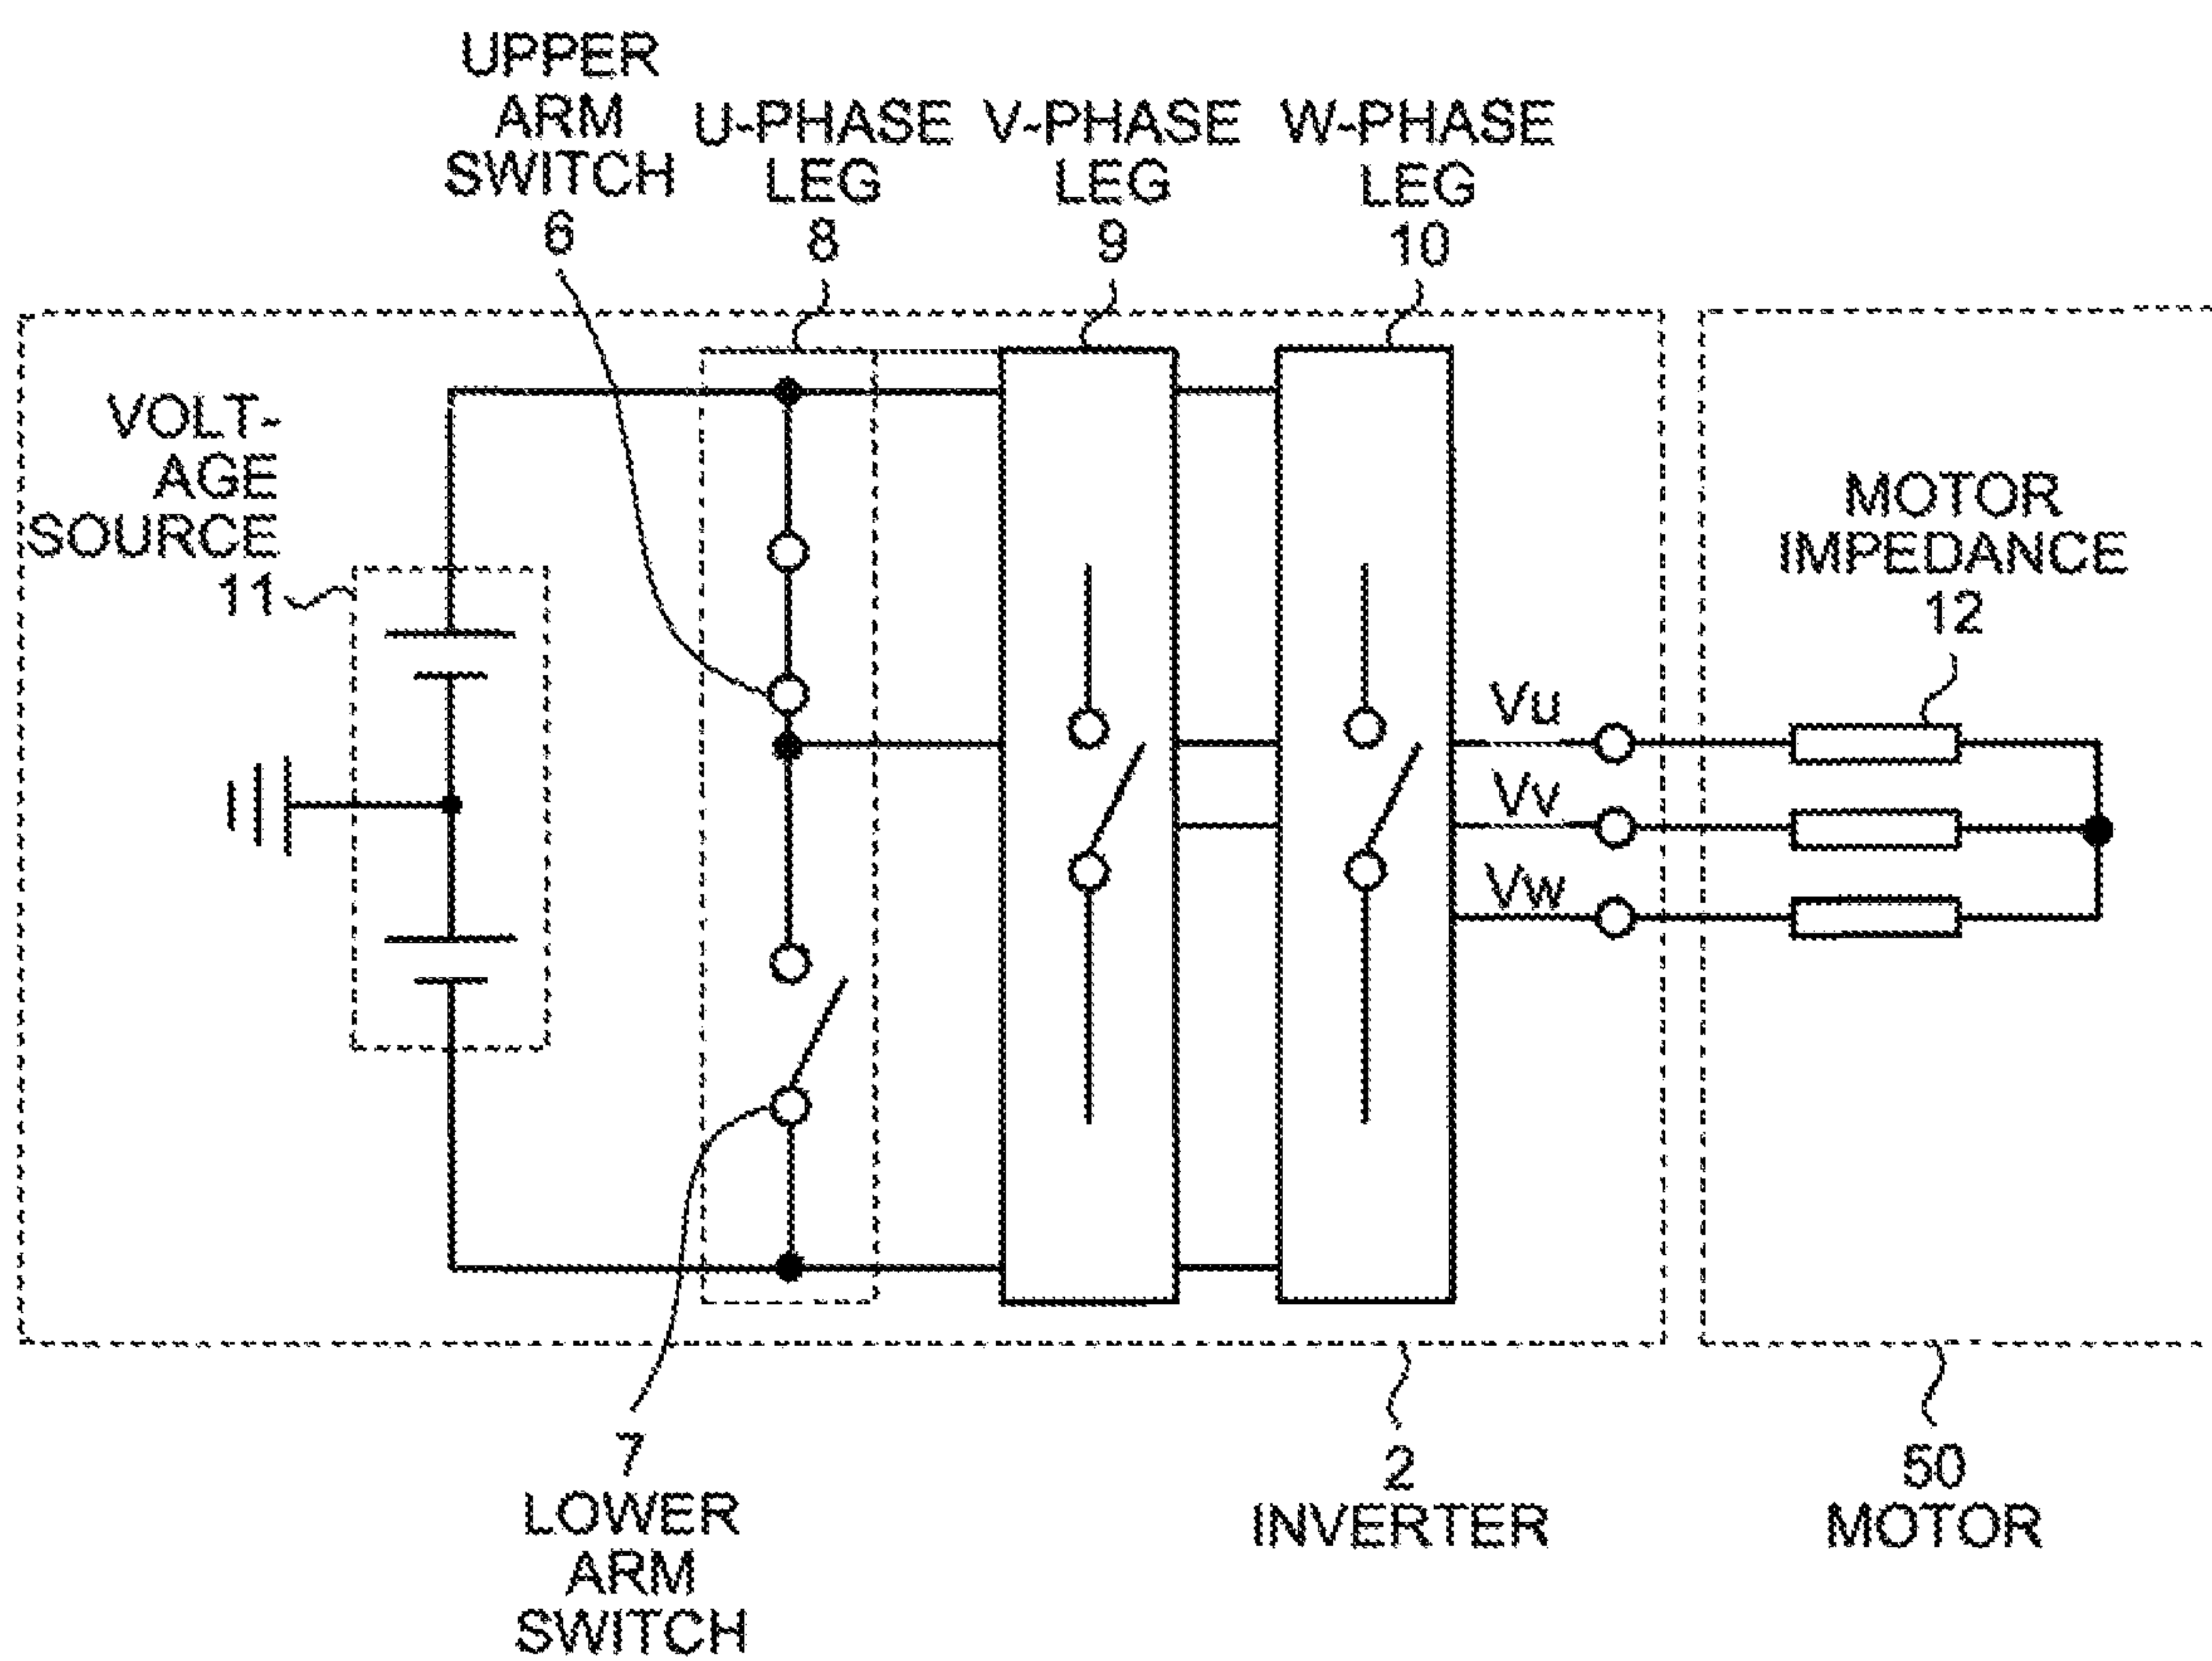 UPPER
ARM
SWITCH
6
U-PHASE
LEG
8
V-PHASE
LEG
9
W-PHASE
LEG
10
VOLT-
AGE
SOURCE
11
MOTOR
IMPEDANCE
12
Vu
Vv
Vw
7
LOWER
ARM
SWITCH
2
INVERTER
50
MOTOR